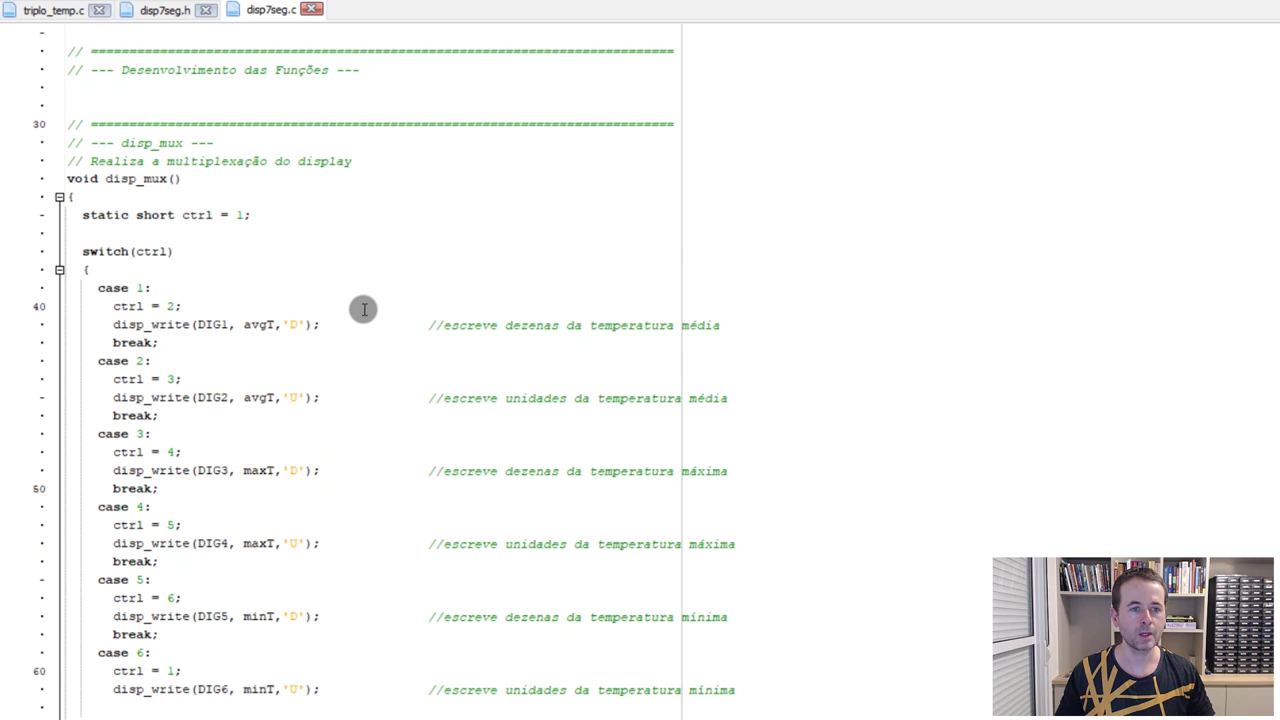 triplo_temp.c disp7seg.h disp7seg.c
// ============================================================================
// --- Desenvolvimento das Funções ---
30 // ============================================================================
// --- disp_mux ---
// Realiza a multiplexação do display
void disp_mux()
{
static short ctrl = 1;
switch(ctrl)
{
case 1:
40 ctrl = 2;
disp_write(DIG1, avgT,'D'); //escreve dezenas da temperatura média
break;
case 2:
ctrl = 3;
disp_write(DIG2, avgT,'U'); //escreve unidades da temperatura média
break;
case 3:
ctrl = 4;
disp_write(DIG3, maxT,'D'); //escreve dezenas da temperatura máxima
50 break;
case 4:
ctrl = 5;
disp_write(DIG4, maxT,'U'); //escreve unidades da temperatura máxima
break;
case 5:
ctrl = 6;
disp_write(DIG5, minT,'D'); //escreve dezenas da temperatura mínima
break;
case 6:
60 ctrl = 1;
disp_write(DIG6, minT,'U'); //escreve unidades da temperatura mínima